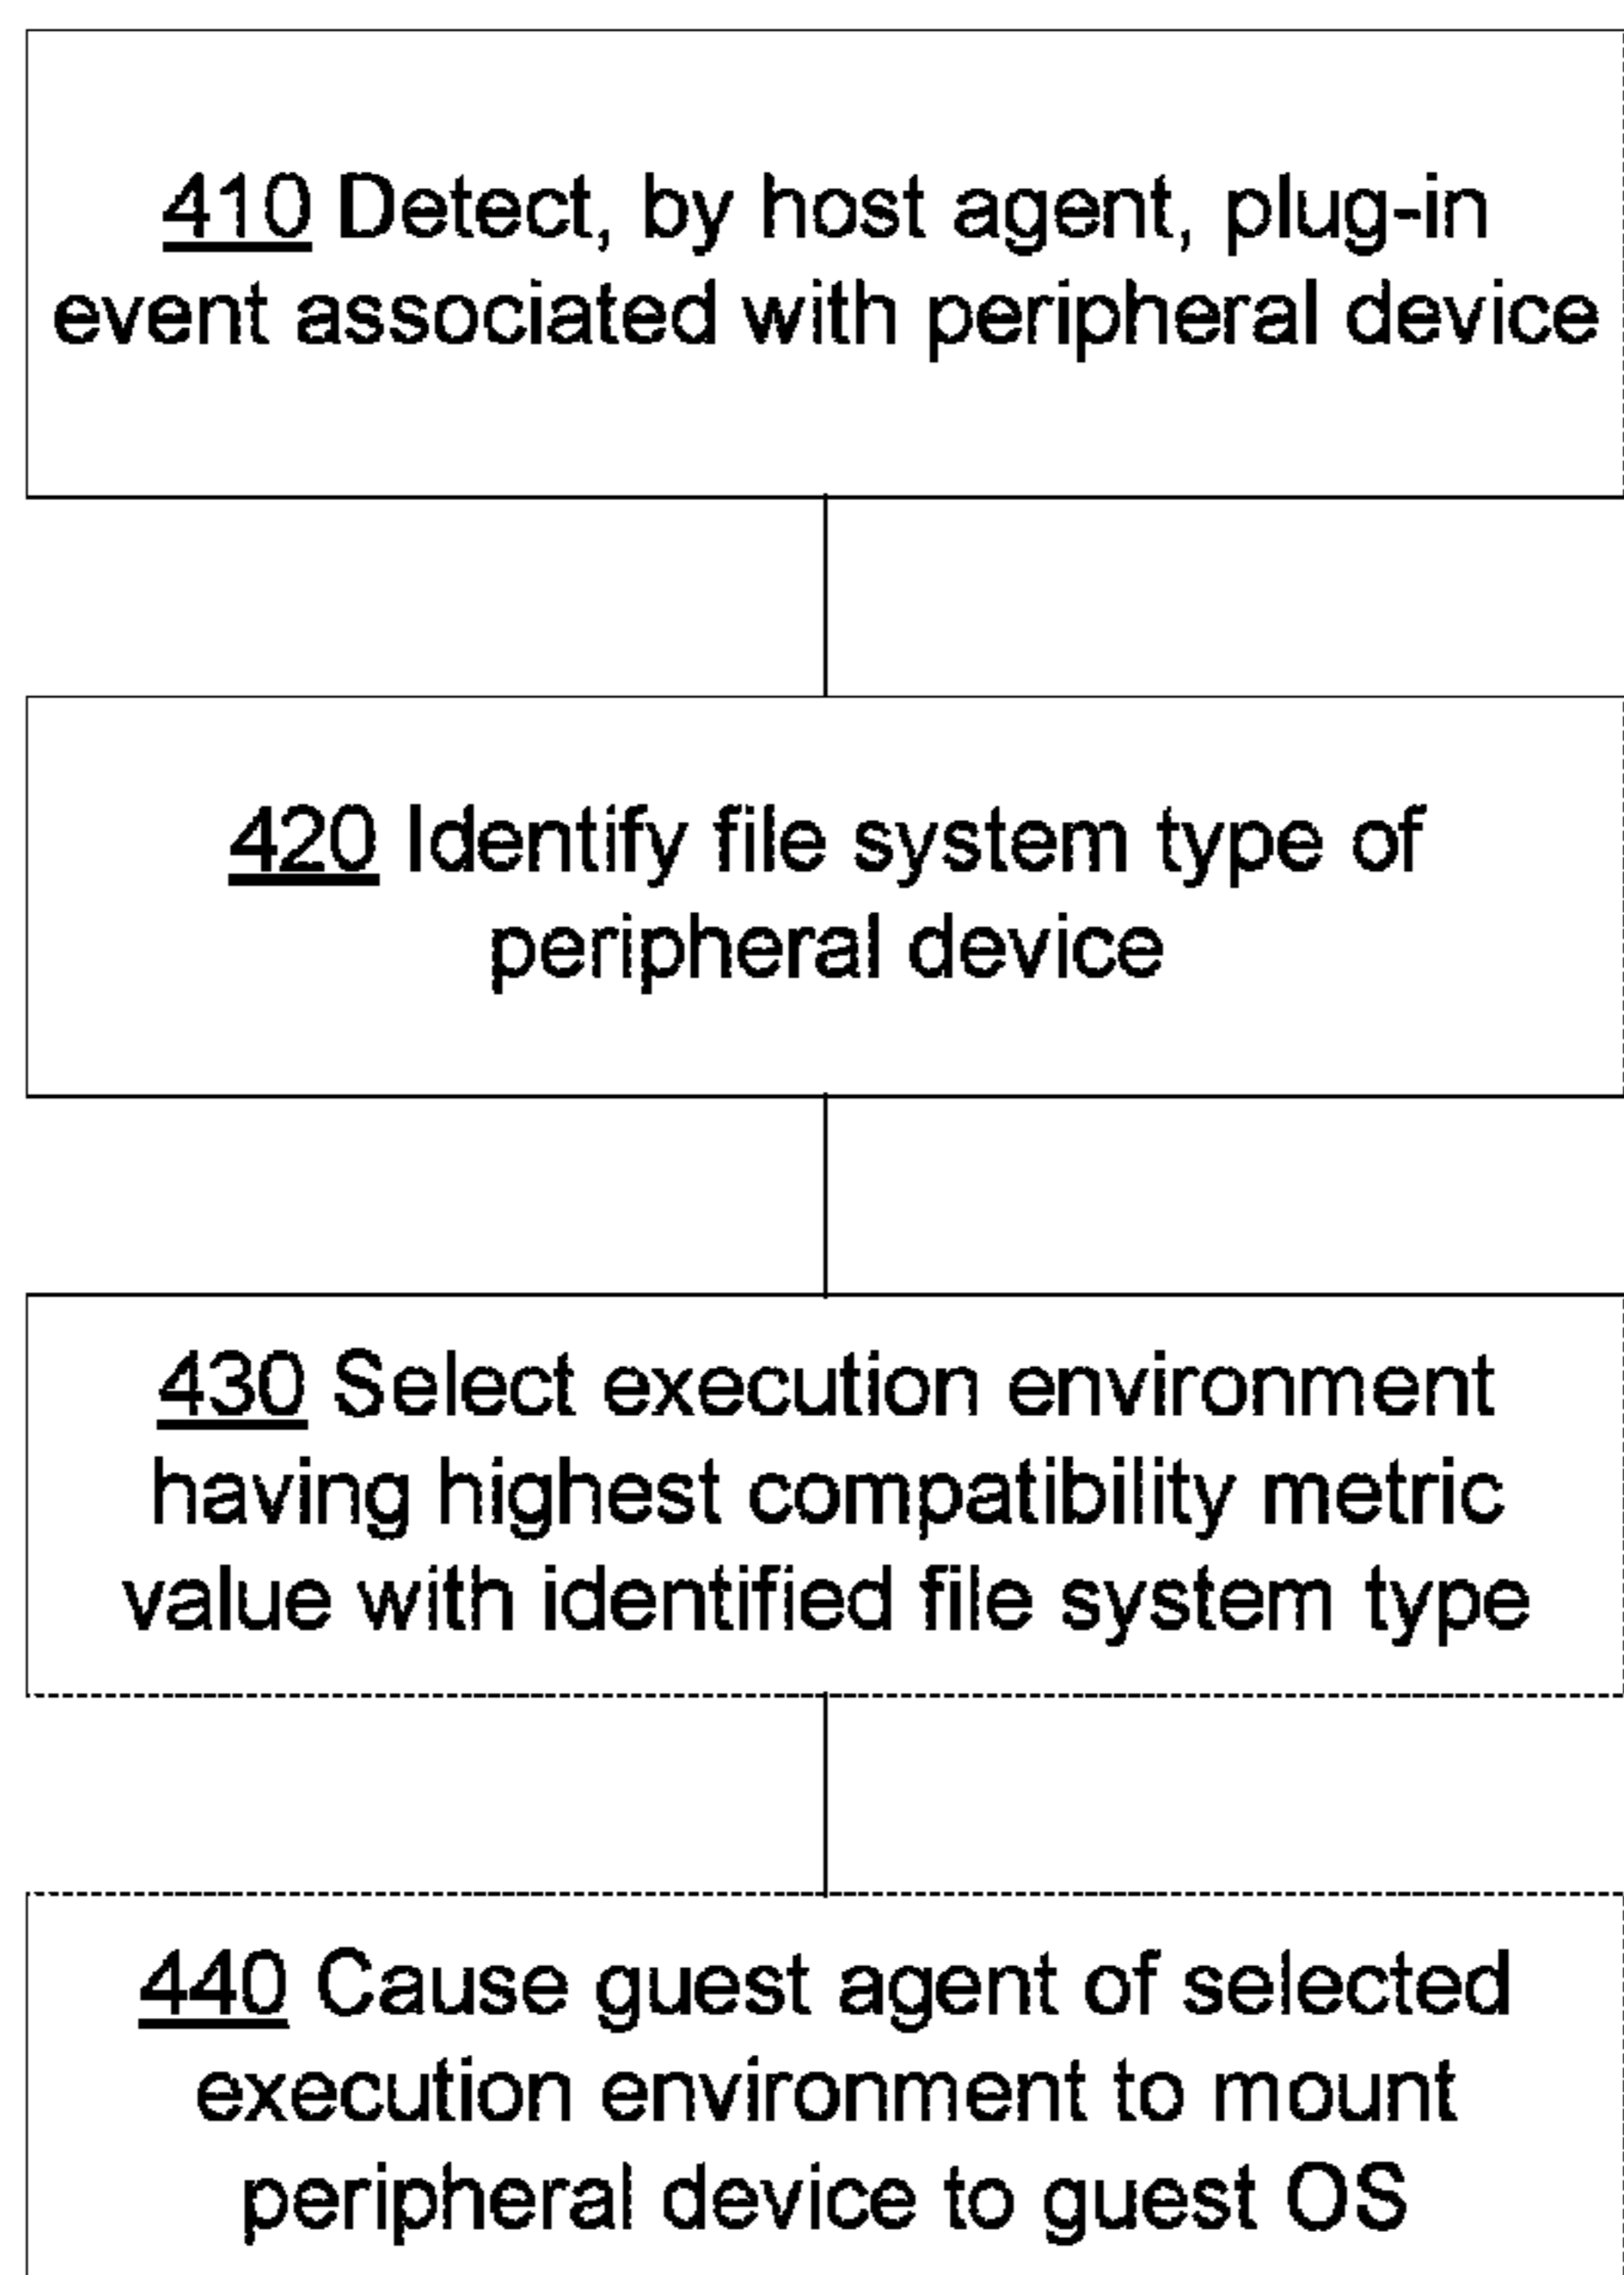 410 Detect, by host agent, plug-in
event associated with peripheral device
420 Identify file system type of
peripheral device
430 Select execution environment
having highest compatibility metric
value with identified file system type
440 Cause guest agent of selected
execution environment to mount
peripheral device to guest OS